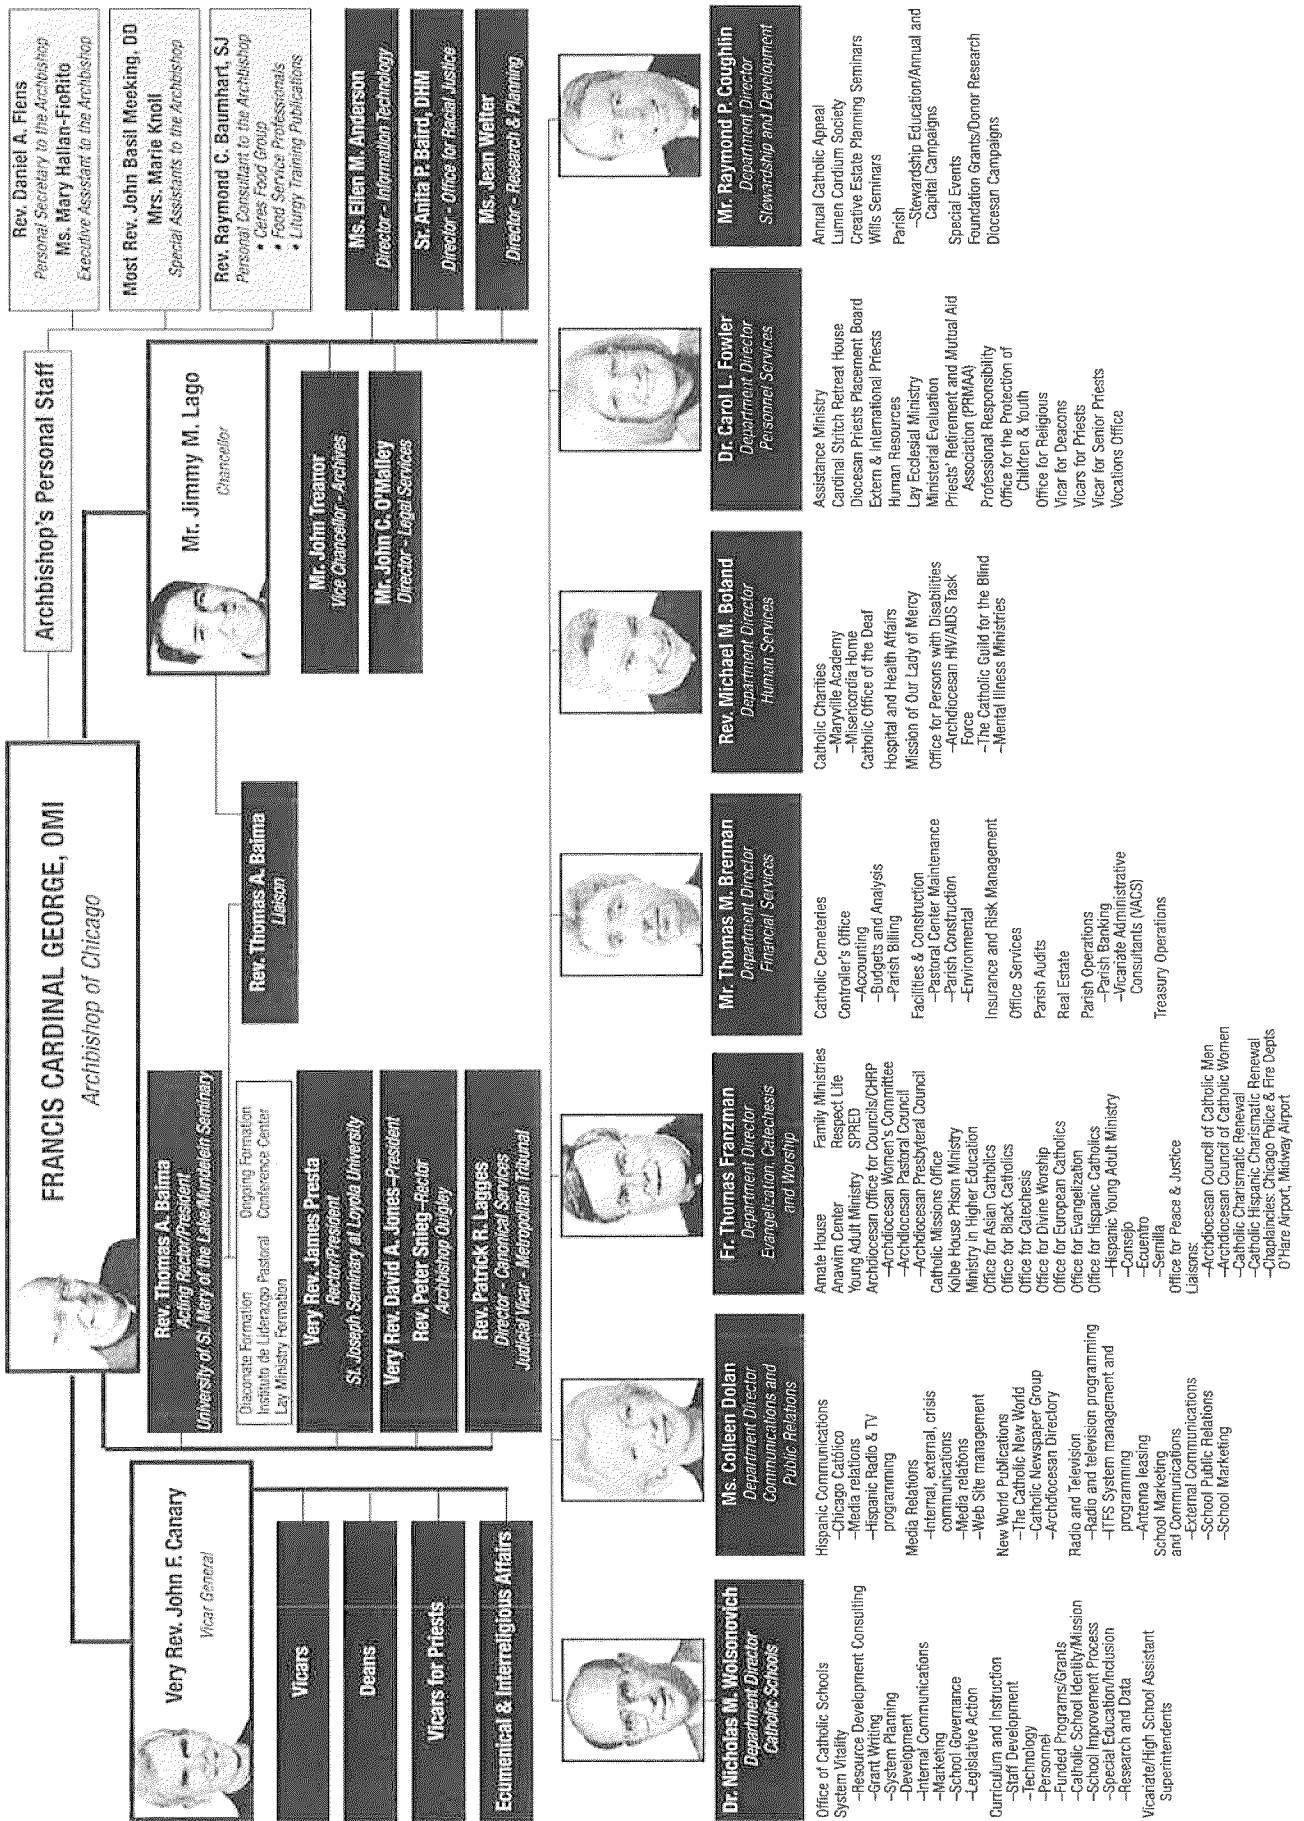 FRANCIS CARDINAL GEORGE, OMI
Archbishop of Chicago
Archbishop's Personal Staff
Rev. Daniel A. Flens
Personal Secretary to the Archbishop
Ms. Mary Hallan-FioRito
Executive Assistant to the Archbishop
Most Rev. John Basil Meeking, DD
Mrs. Marie Knoll
Special Assistants to the Archbishop
Rev. Raymond C. Baumhart, SJ
Personal Consultant to the Archbishop
• Ceres Food Group
• Food Service Professionals
• Liturgy Training Publications
Very Rev. John F. Canary
Vicar General
Vicars
Deans
Vicars for Priests
Ecumenical & Interreligious Affairs
Rev. Thomas A. Baima
Acting Rector/President
University of St. Mary of the Lake/Mundelein Seminary
Diaconate Formation Ongoing Formation
Instituto de Liderazgo Pastoral Conference Center
Lay Ministry Formation
Very Rev. James Presta
Rector/President
St. Joseph Seminary at Loyola University
Very Rev. David A. Jones–President
Rev. Peter Snieg–Rector
Archbishop Quigley
Rev. Patrick R. Lagges
Director – Canonical Services
Judicial Vicar – Metropolitan Tribunal
Rev. Thomas A. Baima
Liaison
Mr. Jimmy M. Lago
Chancellor
Mr. John Treanor
Vice Chancellor – Archives
Mr. John C. O'Malley
Director – Legal Services
Ms. Ellen M. Anderson
Director – Information Technology
Sr. Anita P. Baird, DHM
Director – Office for Racial Justice
Ms. Jean Welter
Director – Research & Planning
Dr. Nicholas M. Wolsonovich
Department Director
Catholic Schools
Office of Catholic Schools
System Vitality
–Resource Development Consulting
–Grant Writing
–System Planning
–Development
–Internal Communications
–Marketing
–School Governance
–Legislative Action
Curriculum and Instruction
–Staff Development
–Technology
–Personnel
–Funded Programs/Grants
–Catholic School Identity/Mission
–School Improvement Process
–Special Education/Inclusion
–Research and Data
Vicariate/High School Assistant
Superintendents
Ms. Colleen Dolan
Department Director
Communications and
Public Relations
Hispanic Communications
–Chicago Católico
–Media relations
–Hispanic Radio & TV
programming
Media Relations
–Internal, external, crisis
communications
–Media relations
–Web Site management
New World Publications
–The Catholic New World
–Catholic Newspaper Group
–Archdiocesan Directory
Radio and Television
–Radio and television programming
–ITFS System management and
programming
–Antenna leasing
School Marketing
and Communications
–External Communications
–School Public Relations
–School Marketing
Fr. Thomas Franzman
Department Director
Evangelization, Catechesis
and Worship
Amate House Family Ministries
Anawim Center Respect Life
Young Adult Ministry SPRED
Archdiocesan Office for Councils/CHRP
–Archdiocesan Women's Committee
–Archdiocesan Pastoral Council
–Archdiocesan Presbyteral Council
Catholic Missions Office
Kolbe House Prison Ministry
Ministry in Higher Education
Office for Asian Catholics
Office for Black Catholics
Office for Catechesis
Office for Divine Worship
Office for European Catholics
Office for Evangelization
Office for Hispanic Catholics
–Hispanic Young Adult Ministry
–Consejo
–Ecuentro
–Semilla
Office for Peace & Justice
Liaisons:
–Archdiocesan Council of Catholic Men
–Archdiocesan Council of Catholic Women
–Catholic Charismatic Renewal
–Catholic Hispanic Charismatic Renewal
–Chaplaincies: Chicago Police & Fire Depts
O'Hare Airport, Midway Airport
Mr. Thomas M. Brennan
Department Director
Financial Services
Catholic Cemeteries
Controller's Office
–Accounting
–Budgets and Analysis
–Parish Billing
Facilities & Construction
–Pastoral Center Maintenance
–Parish Construction
–Environmental
Insurance and Risk Management
Office Services
Parish Audits
Real Estate
Parish Operations
–Parish Banking
–Vicariate Administrative
Consultants (VACS)
Treasury Operations
Rev. Michael M. Boland
Department Director
Human Services
Catholic Charities
–Maryville Academy
–Misericordia Home
Catholic Office of the Deaf
Hospital and Health Affairs
Mission of Our Lady of Mercy
Office for Persons with Disabilities
–Archdiocesan HIV/AIDS Task
Force
–The Catholic Guild for the Blind
–Mental Illness Ministries
Dr. Carol L. Fowler
Department Director
Personnel Services
Assistance Ministry
Cardinal Stritch Retreat House
Diocesan Priests Placement Board
Extern & International Priests
Human Resources
Lay Ecclesial Ministry
Ministerial Evaluation
Priests' Retirement and Mutual Aid
Association (PRMAA)
Professional Responsibility
Office for the Protection of
Children & Youth
Office for Religious
Vicar for Deacons
Vicars for Priests
Vicar for Senior Priests
Vocations Office
Mr. Raymond P. Coughlin
Department Director
Stewardship and Development
Annual Catholic Appeal
Lumen Cordium Society
Creative Estate Planning Seminars
Wills Seminars
Parish
–Stewardship Education/Annual and
Capital Campaigns
Special Events
Foundation Grants/Donor Research
Diocesan Campaigns